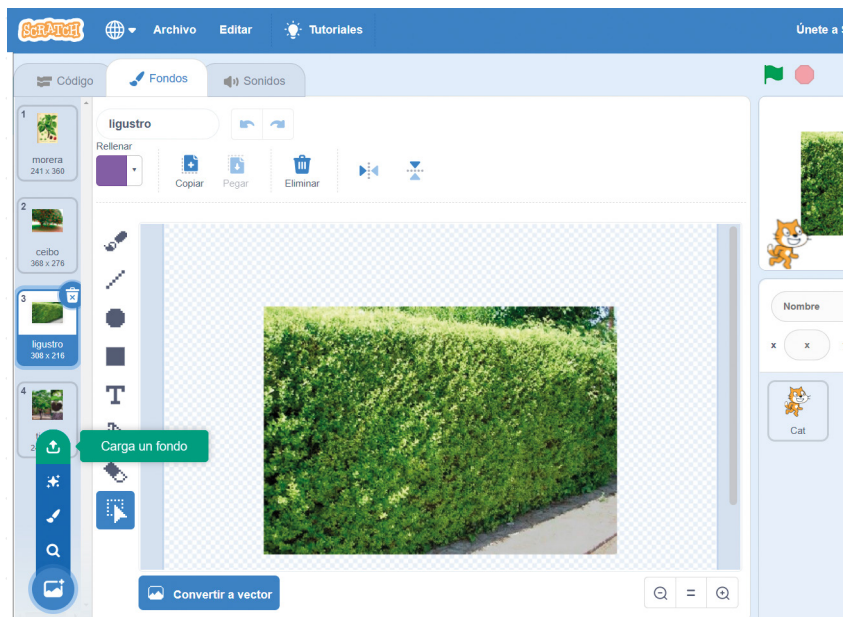 SCRATCH
Archivo
Editar
Tutoriales
Únete a
Código
Fondos
Sonidos
1
morera
241 x 360
2
ceibo
368 x 276
3
ligustro
308 x 216
4
ligustro
Rellenar
Copiar
Pegar
Eliminar
T
Carga un fondo
Convertir a vector
Nombre
x
x
Cat